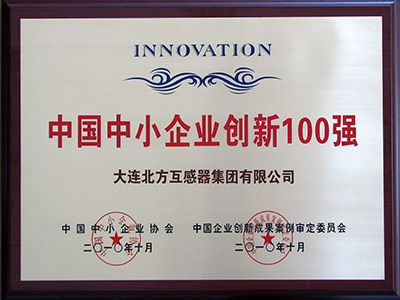 INNOVATION
中国中小企业创新100强
大连北方互感器集团有限公司
中国中小企业协会 中国企业创新成果案例审定委员会
二〇一〇年十月 二〇一〇年十月